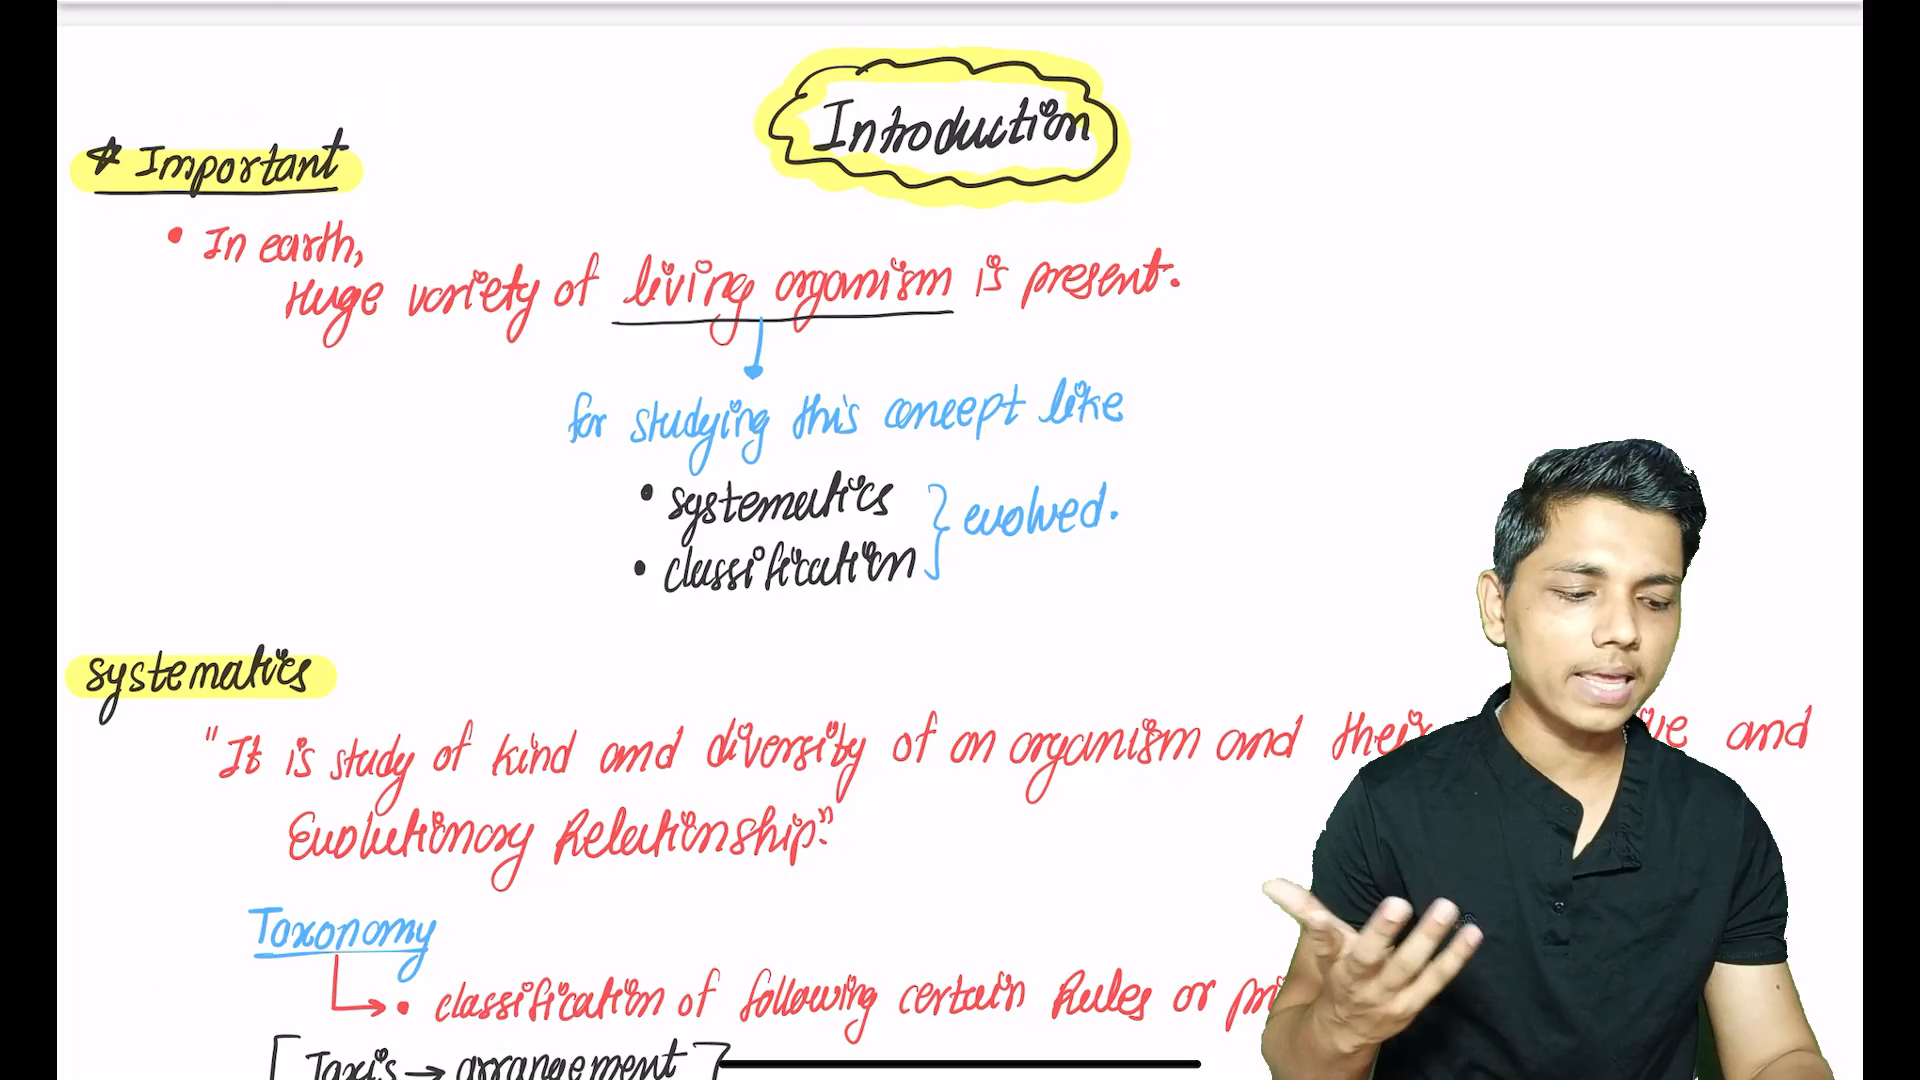 Introduction
* Important
• In earth,
Huge variety of living organism is present.
for studying this concept like
• systematics
• classification } evolved.
systematics
"It is study of kind and diversity of an organism and their and
Evolutionary Relationship."
Taxonomy
• classification of following certain Rules or
[ Taxis → arrangement ]